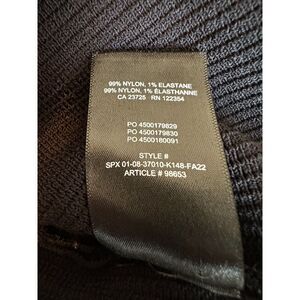 99% NYLON, 1% ELASTANE
99% NYLON, 1% ÉLASTHANNE
CA 23725 RN 122354
PO 4500179829
PO 4500179830
PO 4500180091
STYLE #
SPX 01-08-37010-K148-FA22
ARTICLE # 98653